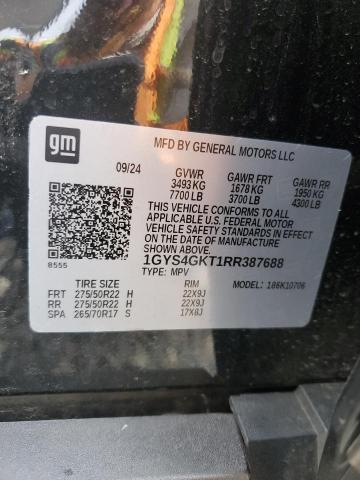 gm
MFD BY GENERAL MOTORS LLC
09/24 GVWR GAWR FRT GAWR RR
3493 KG 1678 KG 1950 KG
7700 LB 3700 LB 4300 LB
THIS VEHICLE CONFORMS TO ALL
APPLICABLE U.S. FEDERAL MOTOR
VEHICLE SAFETY STANDARDS IN EFFECT
ON THE DATE OF MANUFACTURE
SHOWN ABOVE.
8555
1GYS4GKT1RR387688
TYPE: MPV
TIRE SIZE RIM MODEL: 186K10706
FRT 275/50R22 H 22X9J
RR 275/50R22 H 22X9J
SPA 265/70R17 S 17X8J